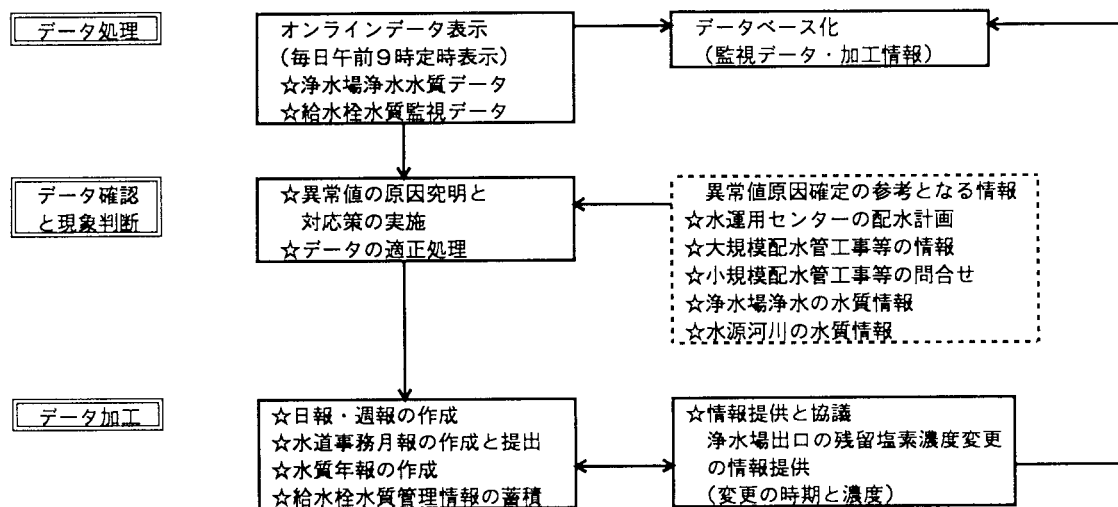 データ処理
オンラインデータ表示
(毎日午前9時定時表示)
☆浄水場浄水水質データ
☆給水栓水質監視データ
データベース化
(監視データ・加工情報)
データ確認
と現象判断
☆異常値の原因究明と
対応策の実施
☆データの適正処理
異常値原因確定の参考となる情報
☆水運用センターの配水計画
☆大規模配水管工事等の情報
☆小規模配水管工事等の問合せ
☆浄水場浄水の水質情報
☆水源河川の水質情報
データ加工
☆日報・週報の作成
☆水道事務月報の作成と提出
☆水質年報の作成
☆給水栓水質管理情報の蓄積
☆情報提供と協議
浄水場出口の残留塩素濃度変更
の情報提供
(変更の時期と濃度)